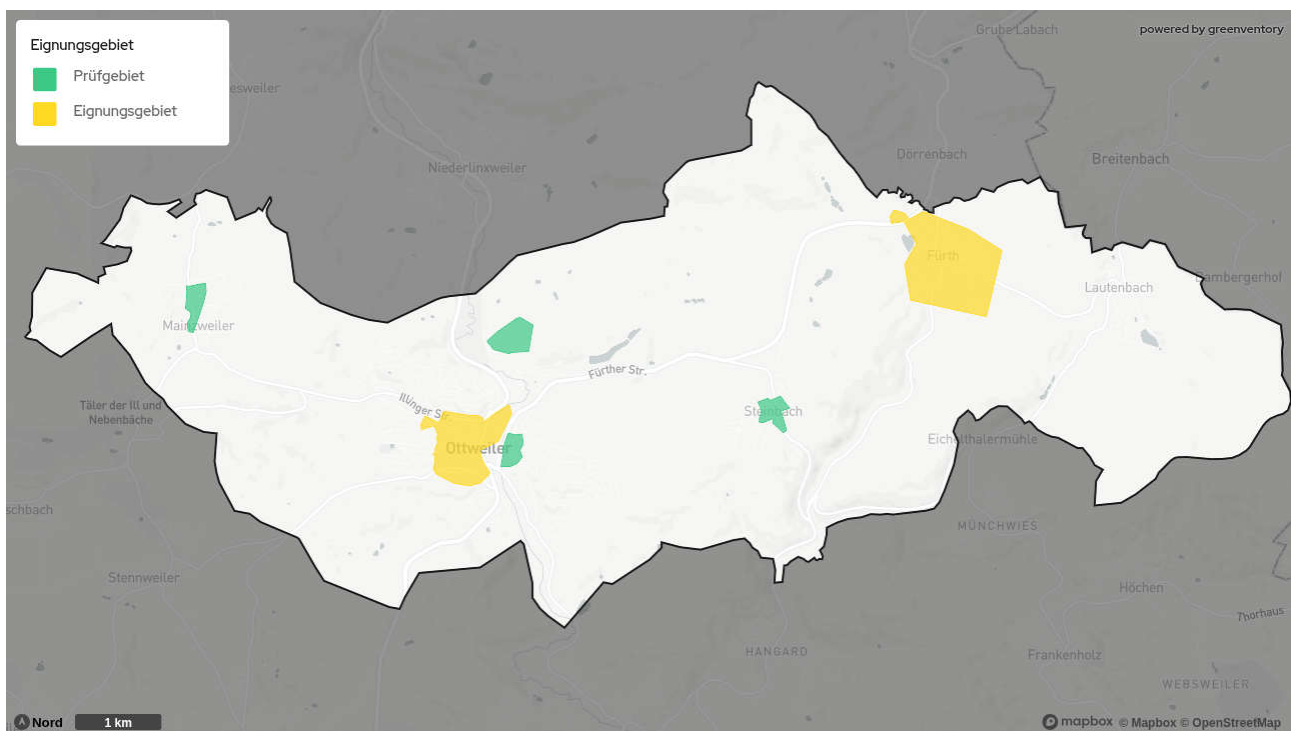 Eignungsgebiet
Prüfgebiet
Eignungsgebiet
powered by greenventory
Grube Labach
esweiler
Niederlinxweiler
Dörrenbach
Breitenbach
Fürth
Bambergerhof
Lautenbach
Mainzweiler
Fürther Str.
Illinger Str.
Täler der Ill und
Nebenbäche
Steinbach
Ottweiler
Eichelthalermühle
schbach
MÜNCHWIES
Stennweiler
Höchen
Thorhaus
HANGARD
Frankenholz
WEBSWEILER
Nord
1 km
mapbox © Mapbox © OpenStreetMap